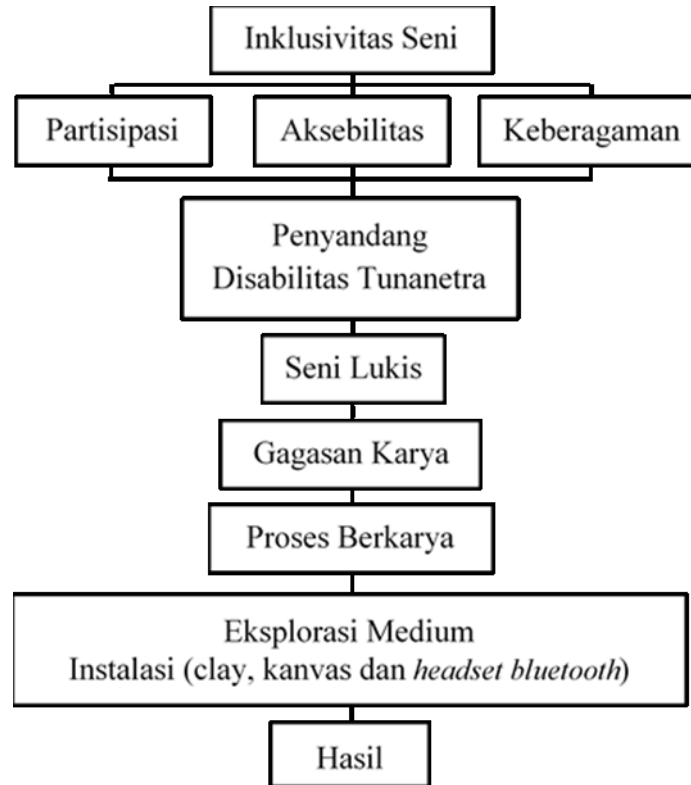 Inklusivitas Seni
Partisipasi
Aksebilitas
Keberagaman
Penyandang
Disabilitas Tunanetra
Seni Lukis
Gagasan Karya
Proses Berkarya
Eksplorasi Medium
Instalasi (clay, kanvas dan headset bluetooth)
Hasil